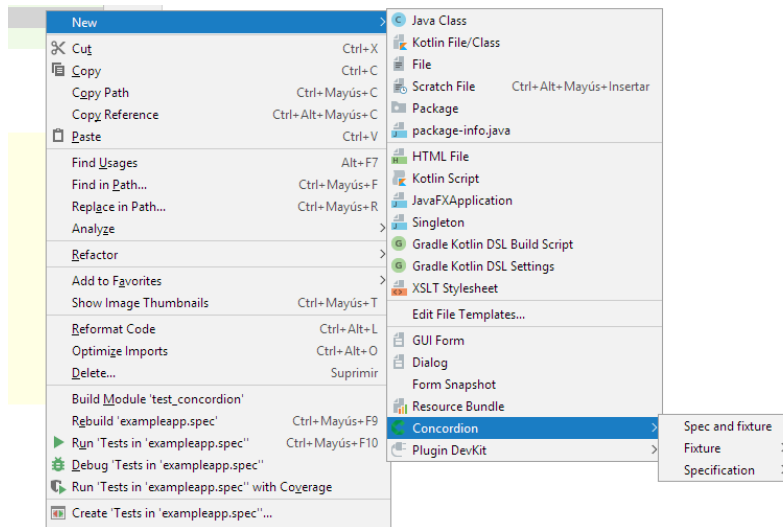 New
Cut Ctrl+X
Copy Ctrl+C
Copy Path Ctrl+Mayús+C
Copy Reference Ctrl+Alt+Mayús+C
Paste Ctrl+V
Find Usages Alt+F7
Find in Path... Ctrl+Mayús+F
Replace in Path... Ctrl+Mayús+R
Analyze
Refactor
Add to Favorites
Show Image Thumbnails Ctrl+Mayús+T
Reformat Code Ctrl+Alt+L
Optimize Imports Ctrl+Alt+O
Delete... Suprimir
Build Module 'test_concordion'
Rebuild 'exampleapp.spec' Ctrl+Mayús+F9
Run 'Tests in 'exampleapp.spec'' Ctrl+Mayús+F10
Debug 'Tests in 'exampleapp.spec''
Run 'Tests in 'exampleapp.spec'' with Coverage
Create 'Tests in 'exampleapp.spec''...
Java Class
Kotlin File/Class
File
Scratch File Ctrl+Alt+Mayús+Insertar
Package
package-info.java
HTML File
Kotlin Script
JavaFXApplication
Singleton
Gradle Kotlin DSL Build Script
Gradle Kotlin DSL Settings
XSLT Stylesheet
Edit File Templates...
GUI Form
Dialog
Form Snapshot
Resource Bundle
Concordion
Plugin DevKit
Spec and fixture
Fixture
Specification